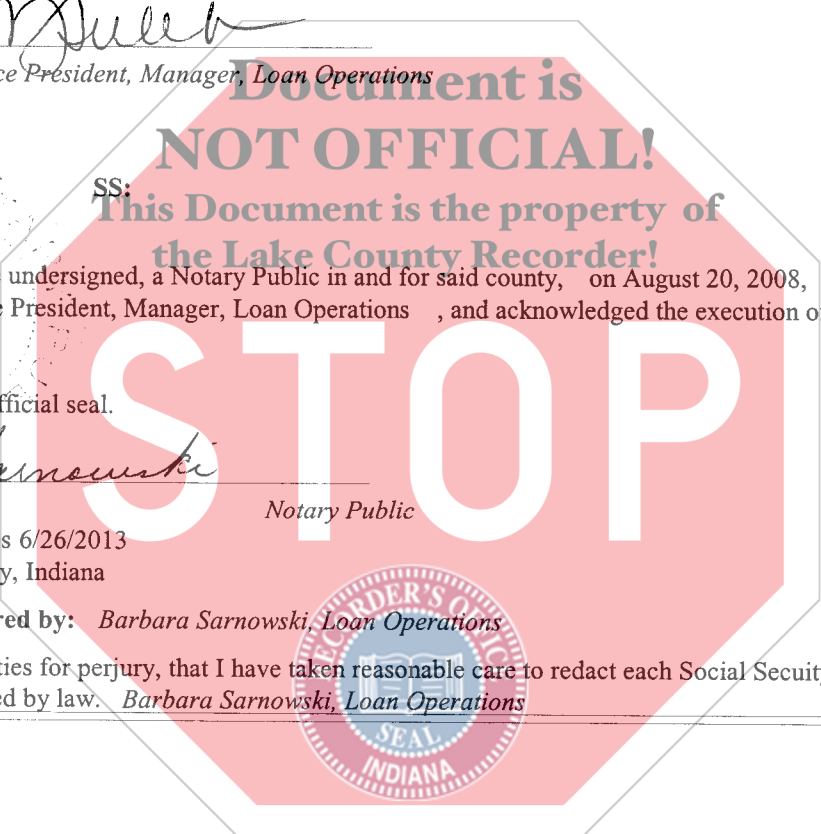 ce President, Manager, Loan Operations
Document is
NOT OFFICIAL!
SS:
This Document is the property of
the Lake County Recorder!
undersigned, a Notary Public in and for said county, on August 20, 2008,
President, Manager, Loan Operations , and acknowledged the execution o
STOP
fficial seal.
Notary Public
s 6/26/2013
y, Indiana
red by: Barbara Sarnowski, Loan Operations
RECORDER'S OFFIC
ties for perjury, that I have taken reasonable care to redact each Social Secuity
ed by law. Barbara Sarnowski, Loan Operations
SEAL
INDIANA